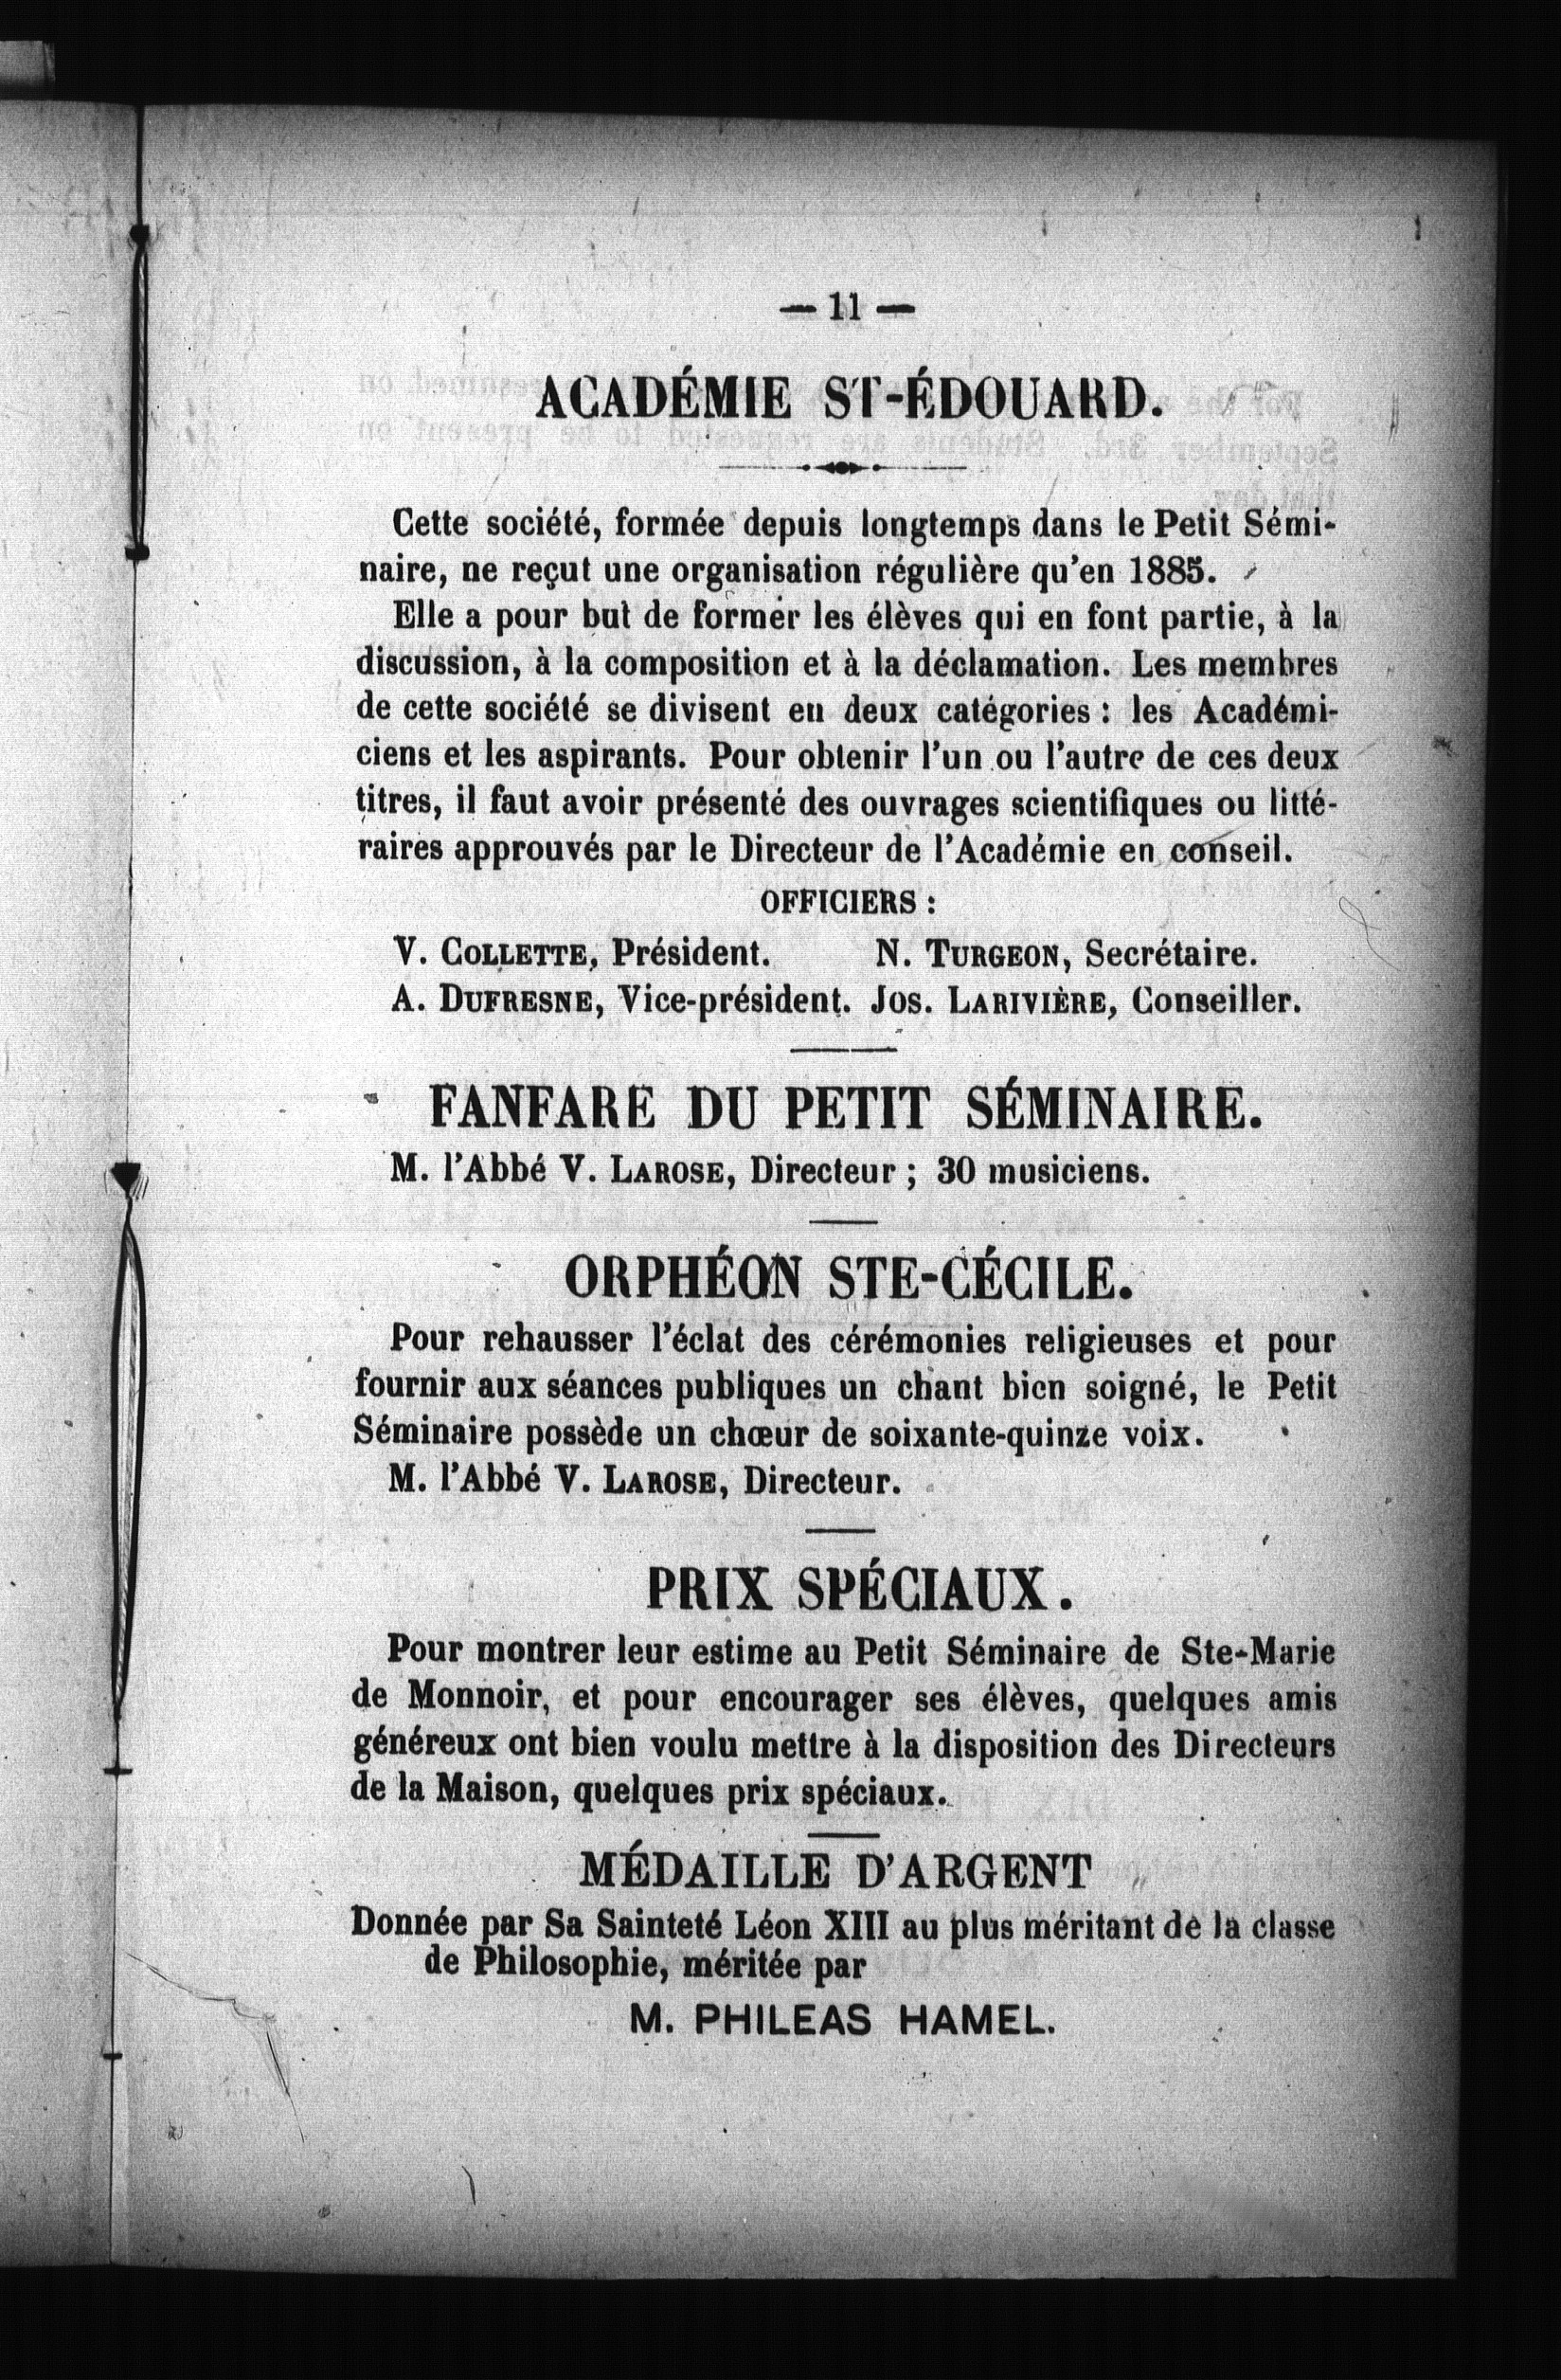 — 11 —
ACADÉMIE ST-ÉDOUARD.
Cette société, formée depuis longtemps dans le Petit Sémi-
naire, ne reçut une organisation régulière qu'en 1885.
Elle a pour but de former les élèves qui en font partie, à la
discussion, à la composition et à la déclamation. Les membres
de cette société se divisent en deux catégories : les Académi-
ciens et les aspirants. Pour obtenir l'un ou l'autre de ces deux
titres, il faut avoir présenté des ouvrages scientifiques ou litté-
raires approuvés par le Directeur de l'Académie en conseil.
OFFICIERS :
V. COLLETTE, Président. N. TURGEON, Secrétaire.
A. DUFRESNE, Vice-président. JOS. LARIVIÈRE, Conseiller.
FANFARE DU PETIT SÉMINAIRE.
M. l'Abbé V. LAROSE, Directeur ; 30 musiciens.
ORPHÉON STE-CÉCILE.
Pour rehausser l'éclat des cérémonies religieuses et pour
fournir aux séances publiques un chant bien soigné, le Petit
Séminaire possède un chœur de soixante-quinze voix.
M. l'Abbé V. LAROSE, Directeur.
PRIX SPÉCIAUX.
Pour montrer leur estime au Petit Séminaire de Ste-Marie
de Monnoir, et pour encourager ses élèves, quelques amis
généreux ont bien voulu mettre à la disposition des Directeurs
de la Maison, quelques prix spéciaux.
MÉDAILLE D'ARGENT
Donnée par Sa Sainteté Léon XIII au plus méritant de la classe
de Philosophie, méritée par
M. PHILEAS HAMEL.